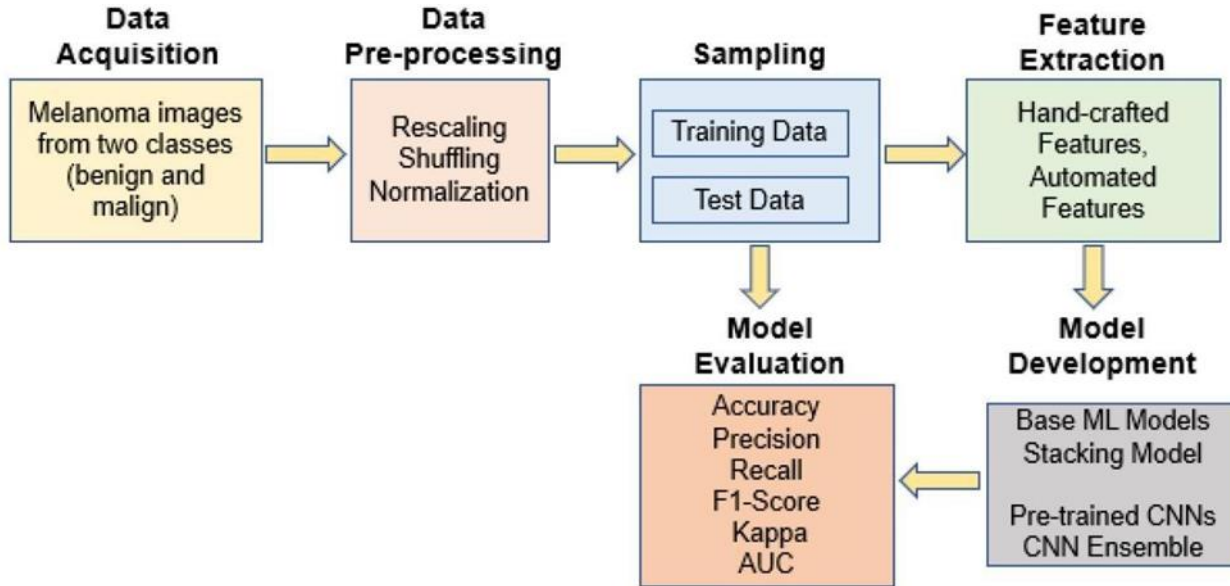 Data
Acquisition
Melanoma images
from two classes
(benign and
malign)
Data
Pre-processing
Rescaling
Shuffling
Normalization
Sampling
Training Data
Test Data
Feature
Extraction
Hand-crafted
Features,
Automated
Features
Model
Development
Base ML Models
Stacking Model
Pre-trained CNNs
CNN Ensemble
Model
Evaluation
Accuracy
Precision
Recall
F1-Score
Kappa
AUC